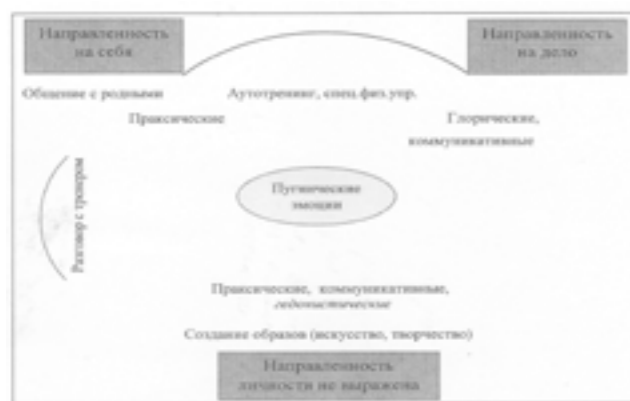 Направленность
на себя
Направленность
на дело
Общение с родными
Аутотренинг, спец.физ.упр.
Праксические
Глорические,
коммуникативные
Разговор с тренером
Пугнические
эмоции
Праксические, коммуникативные,
гедонистические
Создание образов (искусство, творчество)
Направленность
личности не выражена